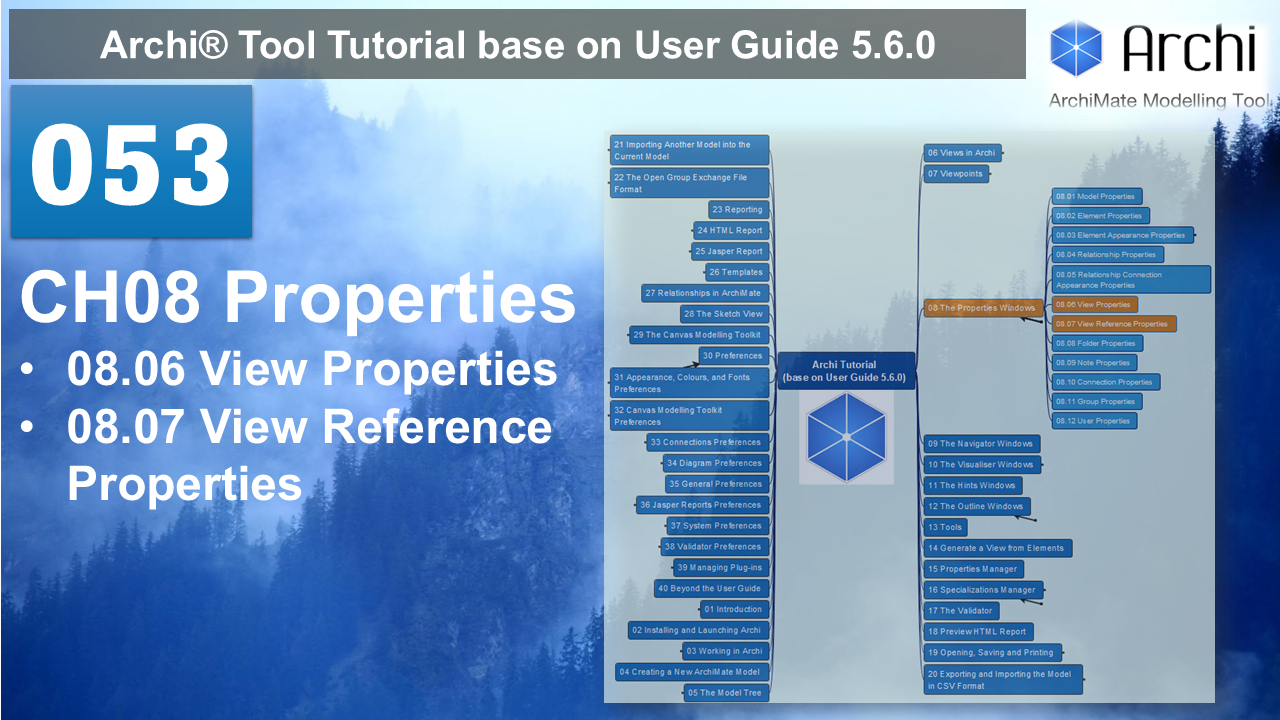 Archi® Tool Tutorial base on User Guide 5.6.0
Archi
ArchiMate Modelling Tool
053
CH08 Properties
• 08.06 View Properties
• 08.07 View Reference
Properties
21 Importing Another Model into the
Current Model
22 The Open Group Exchange File
Format
23 Reporting
24 HTML Report
25 Jasper Report
26 Templates
27 Relationships in ArchiMate
28 The Sketch View
29 The Canvas Modelling Toolkit
30 Preferences
31 Appearance, Colours, and Fonts
Preferences
32 Canvas Modelling Toolkit
Preferences
33 Connections Preferences
34 Diagram Preferences
35 General Preferences
36 Jasper Reports Preferences
37 System Preferences
38 Validator Preferences
39 Managing Plug-ins
40 Beyond the User Guide
01 Introduction
02 Installing and Launching Archi
03 Working in Archi
04 Creating a New ArchiMate Model
05 The Model Tree
Archi Tutorial
(base on User Guide 5.6.0)
06 Views in Archi
07 Viewpoints
08 The Properties Windows
08.01 Model Properties
08.02 Element Properties
08.03 Element Appearance Properties
08.04 Relationship Properties
08.05 Relationship Connection
Appearance Properties
08.06 View Properties
08.07 View Reference Properties
08.08 Folder Properties
08.09 Note Properties
08.10 Connection Properties
08.11 Group Properties
08.12 User Properties
09 The Navigator Windows
10 The Visualiser Windows
11 The Hints Windows
12 The Outline Windows
13 Tools
14 Generate a View from Elements
15 Properties Manager
16 Specializations Manager
17 The Validator
18 Preview HTML Report
19 Opening, Saving and Printing
20 Exporting and Importing the Model
in CSV Format